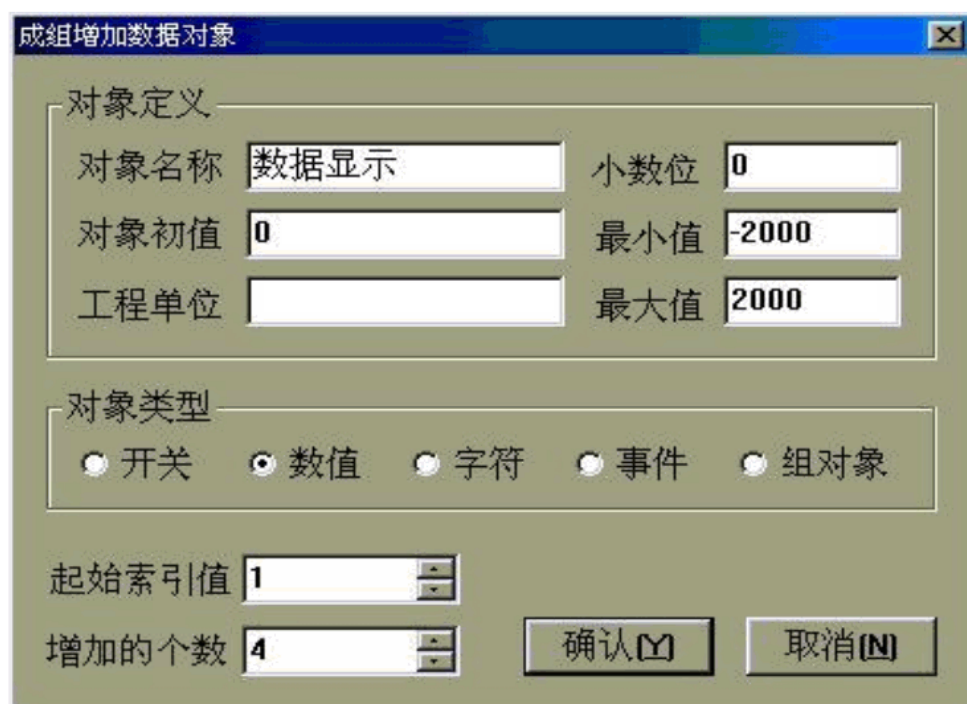 成组增加数据对象
对象定义
对象名称 数据显示 小数位 0
对象初值 0 最小值 -2000
工程单位 最大值 2000
对象类型
开关 数值 字符 事件 组对象
起始索引值 1
增加的个数 4 确认[Y] 取消[N]